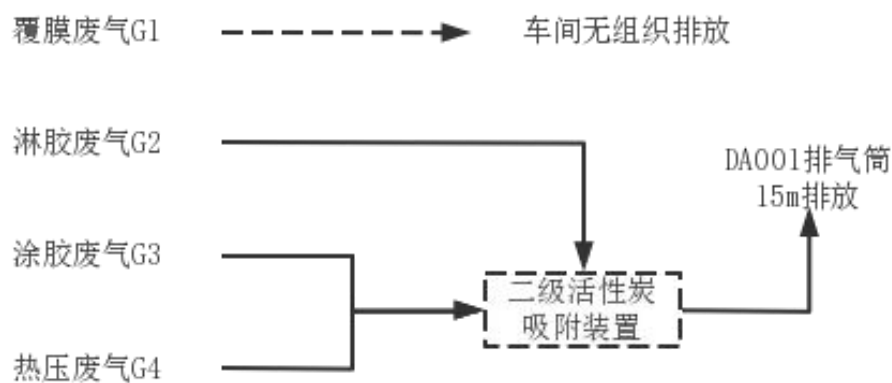 覆膜废气G1
车间无组织排放
淋胶废气G2
DA001排气筒
15m排放
涂胶废气G3
二级活性炭
吸附装置
热压废气G4